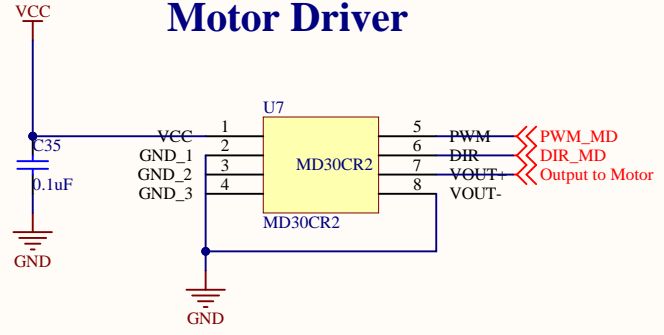 VCC
Motor Driver
U7
VCC 1 5 PWM PWM_MD
C35
GND_1 2 6 DIR DIR_MD
GND_2 3 MD30CR2 7 VOUT+ Output to Motor
0.1uF
GND_3 4 8 VOUT-
MD30CR2
GND
GND